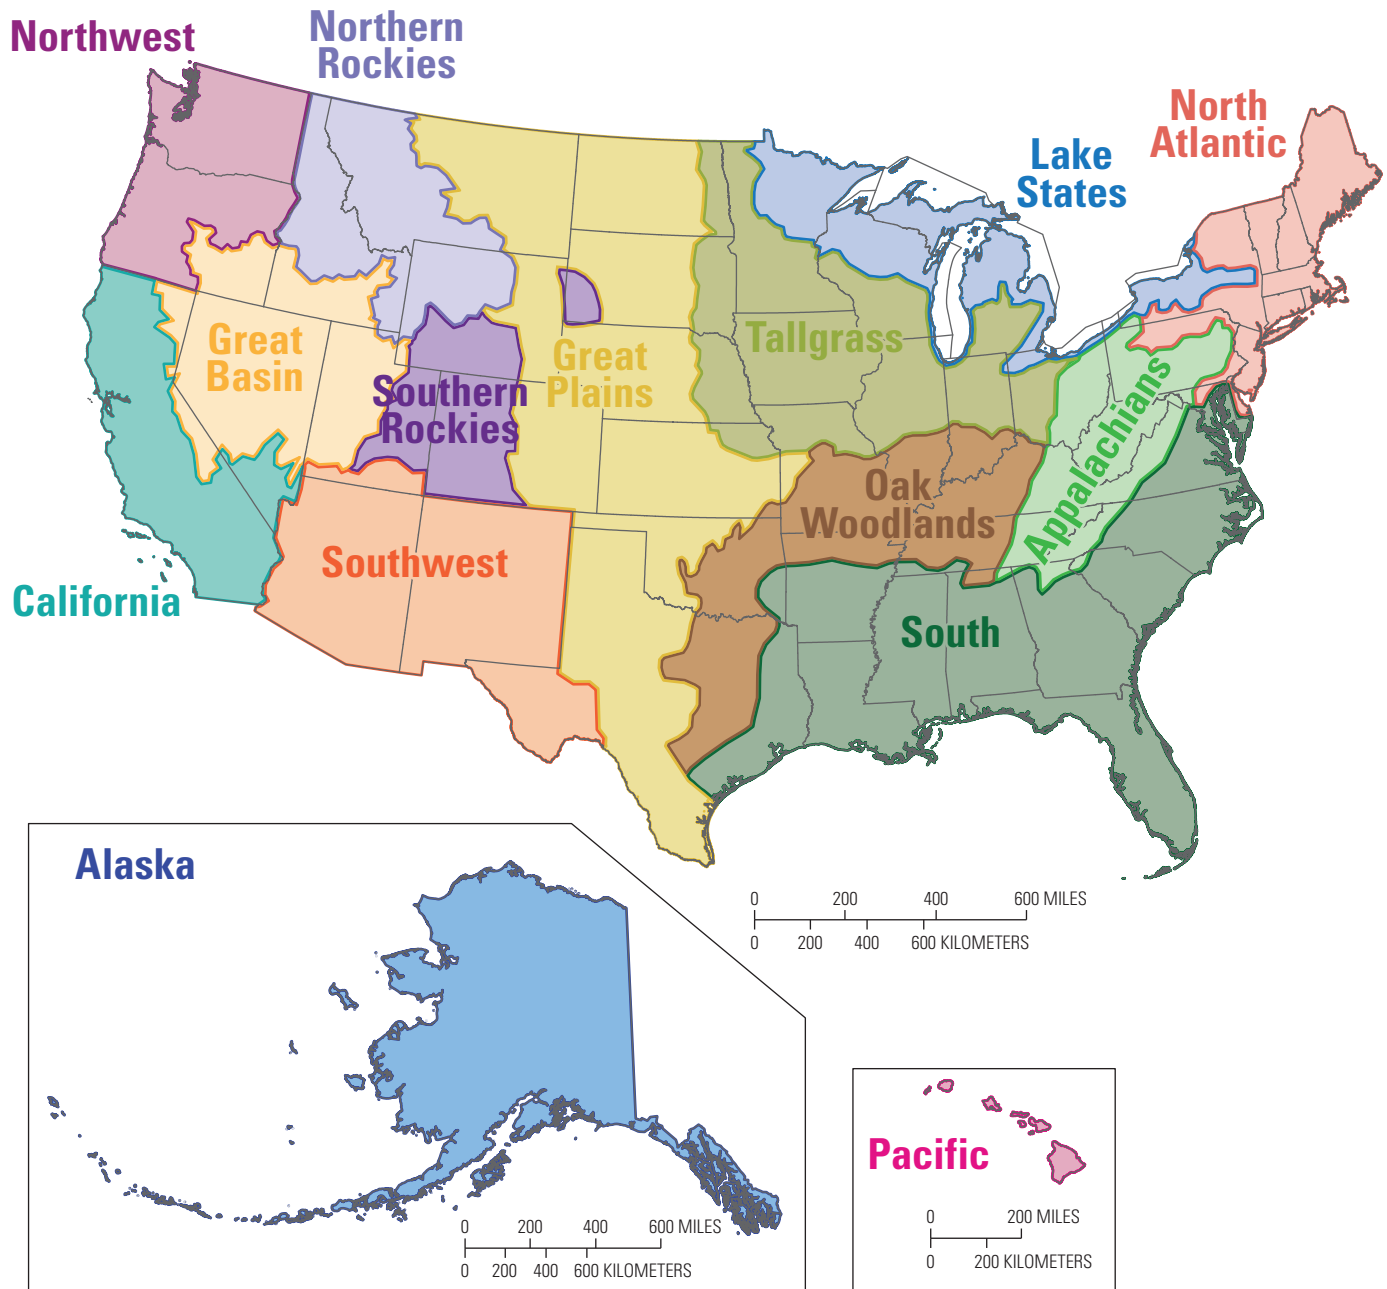 Northwest
Northern
Rockies
North
Atlantic
Lake
States
Great
Basin
Southern
Rockies
Great
Plains
Tallgrass
Appalachians
Oak
Woodlands
Southwest
California
South
Alaska
0 200 400 600 MILES
0 200 400 600 KILOMETERS
Pacific
0 200 MILES
0 200 KILOMETERS
0 200 400 600 MILES
0 200 400 600 KILOMETERS